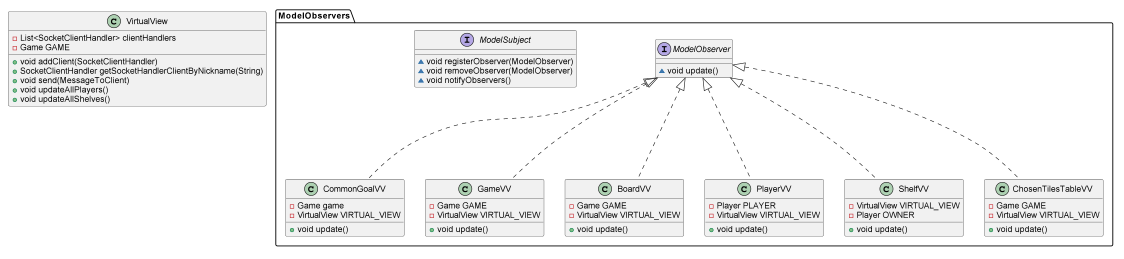 C VirtualView
List<SocketClientHandler> clientHandlers
Game GAME
void addClient(SocketClientHandler)
SocketClientHandler getSocketHandlerClientByNickname(String)
void send(MessageToClient)
void updateAllPlayers()
void updateAllShelves()
ModelObservers
I ModelSubject
void registerObserver(ModelObserver)
void removeObserver(ModelObserver)
void notifyObservers()
I ModelObserver
void update()
C CommonGoalVV
Game game
VirtualView VIRTUAL_VIEW
void update()
C GameVV
Game GAME
VirtualView VIRTUAL_VIEW
void update()
C BoardVV
Game GAME
VirtualView VIRTUAL_VIEW
void update()
C PlayerVV
Player PLAYER
VirtualView VIRTUAL_VIEW
void update()
C ShelfVV
VirtualView VIRTUAL_VIEW
Player OWNER
void update()
C ChosenTilesTableVV
Game GAME
VirtualView VIRTUAL_VIEW
void update()